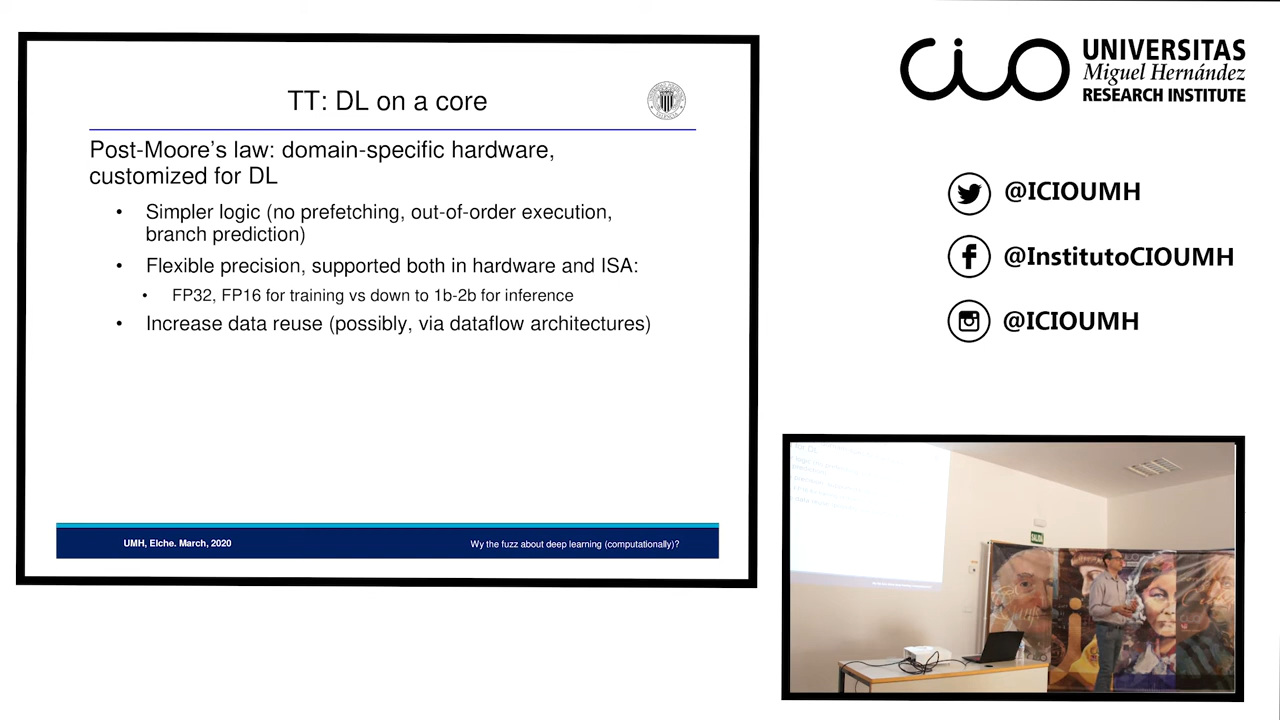 TT: DL on a core
Post-Moore's law: domain-specific hardware,
customized for DL
• Simpler logic (no prefetching, out-of-order execution,
branch prediction)
• Flexible precision, supported both in hardware and ISA:
• FP32, FP16 for training vs down to 1b-2b for inference
• Increase data reuse (possibly, via dataflow architectures)
UMH, Elche. March, 2020
Wy the fuzz about deep learning (computationally)?
cio
UNIVERSITAS
Miguel Hernández
RESEARCH INSTITUTE
@ICIOUMH
@InstitutoCIOUMH
@ICIOUMH
SALIDA